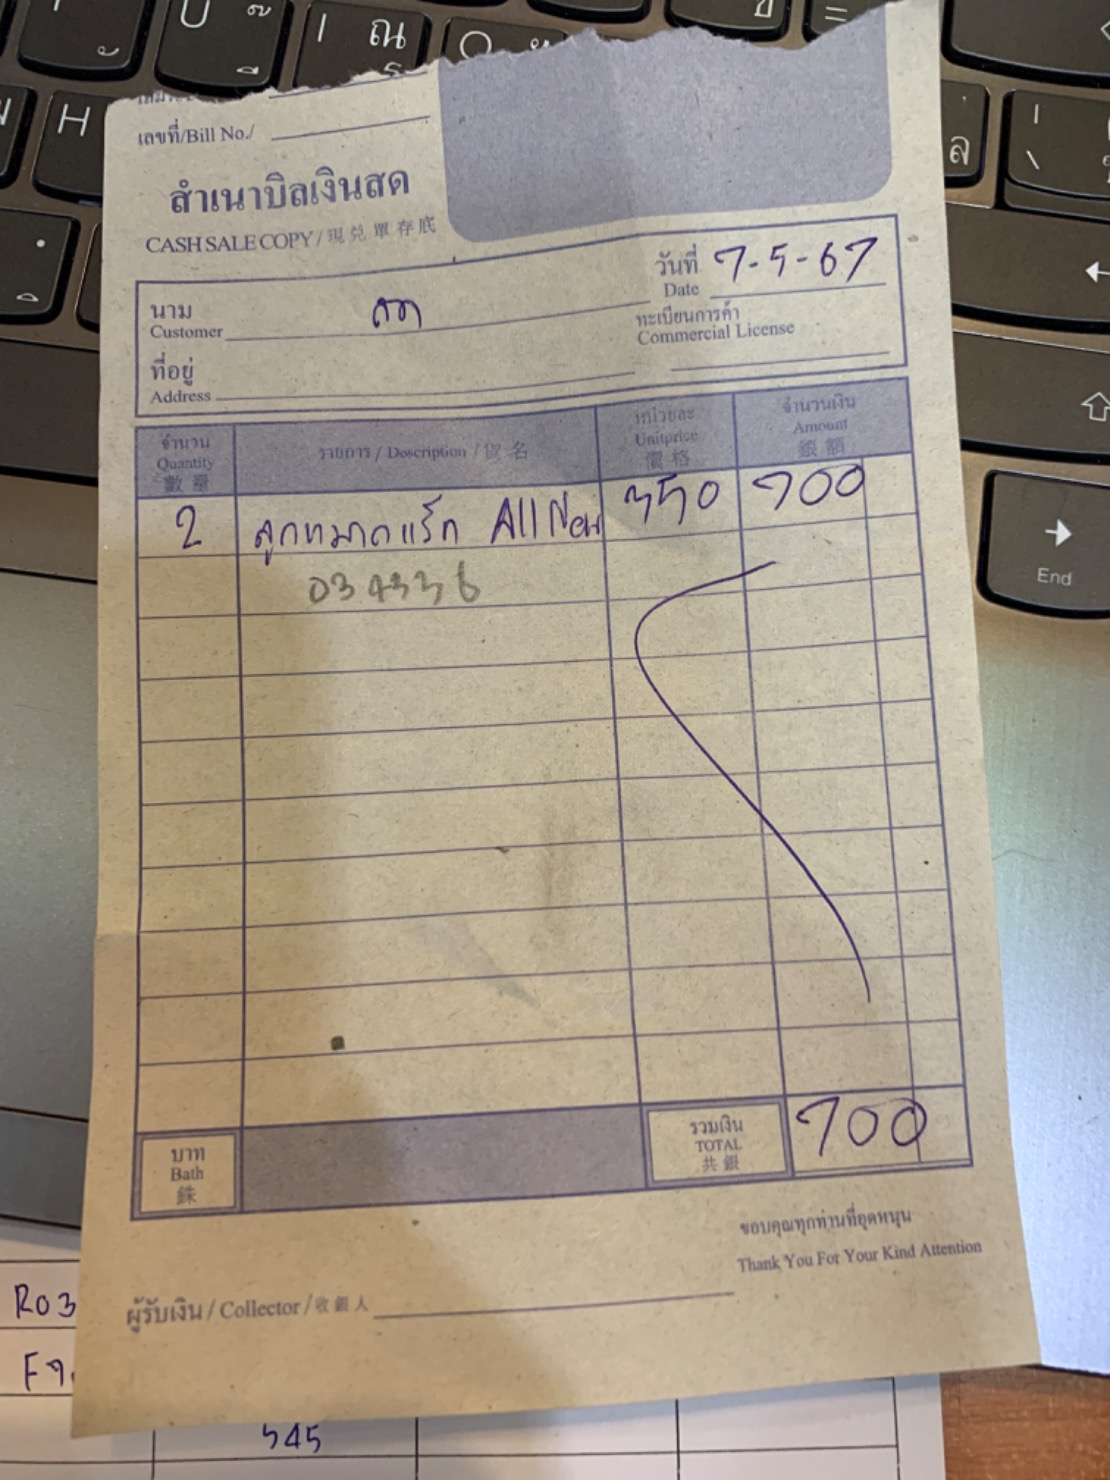 เลขที่/Bill No./
สำเนาบิลเงินสด
CASH SALE COPY / 現兌單存底
วันที่ 7-5-67
Date
นาม
Customer
ทะเบียนการค้า
Commercial License
ที่อยู่
Address
จำนวน
Quantity
數量
รายการ / Doscription / 貨名
หน่วยละ
Unitprice
價格
จำนวนเงิน
Amount
銀額
2 ลูกหมากแร็ก All New 350 700
034336
บาท
Bath
銖
รวมเงิน
TOTAL
共銀
700
ขอบคุณทุกท่านที่อุดหนุน
Thank You For Your Kind Attention
ผู้รับเงิน / Collector / 收銀人
R03
545
End